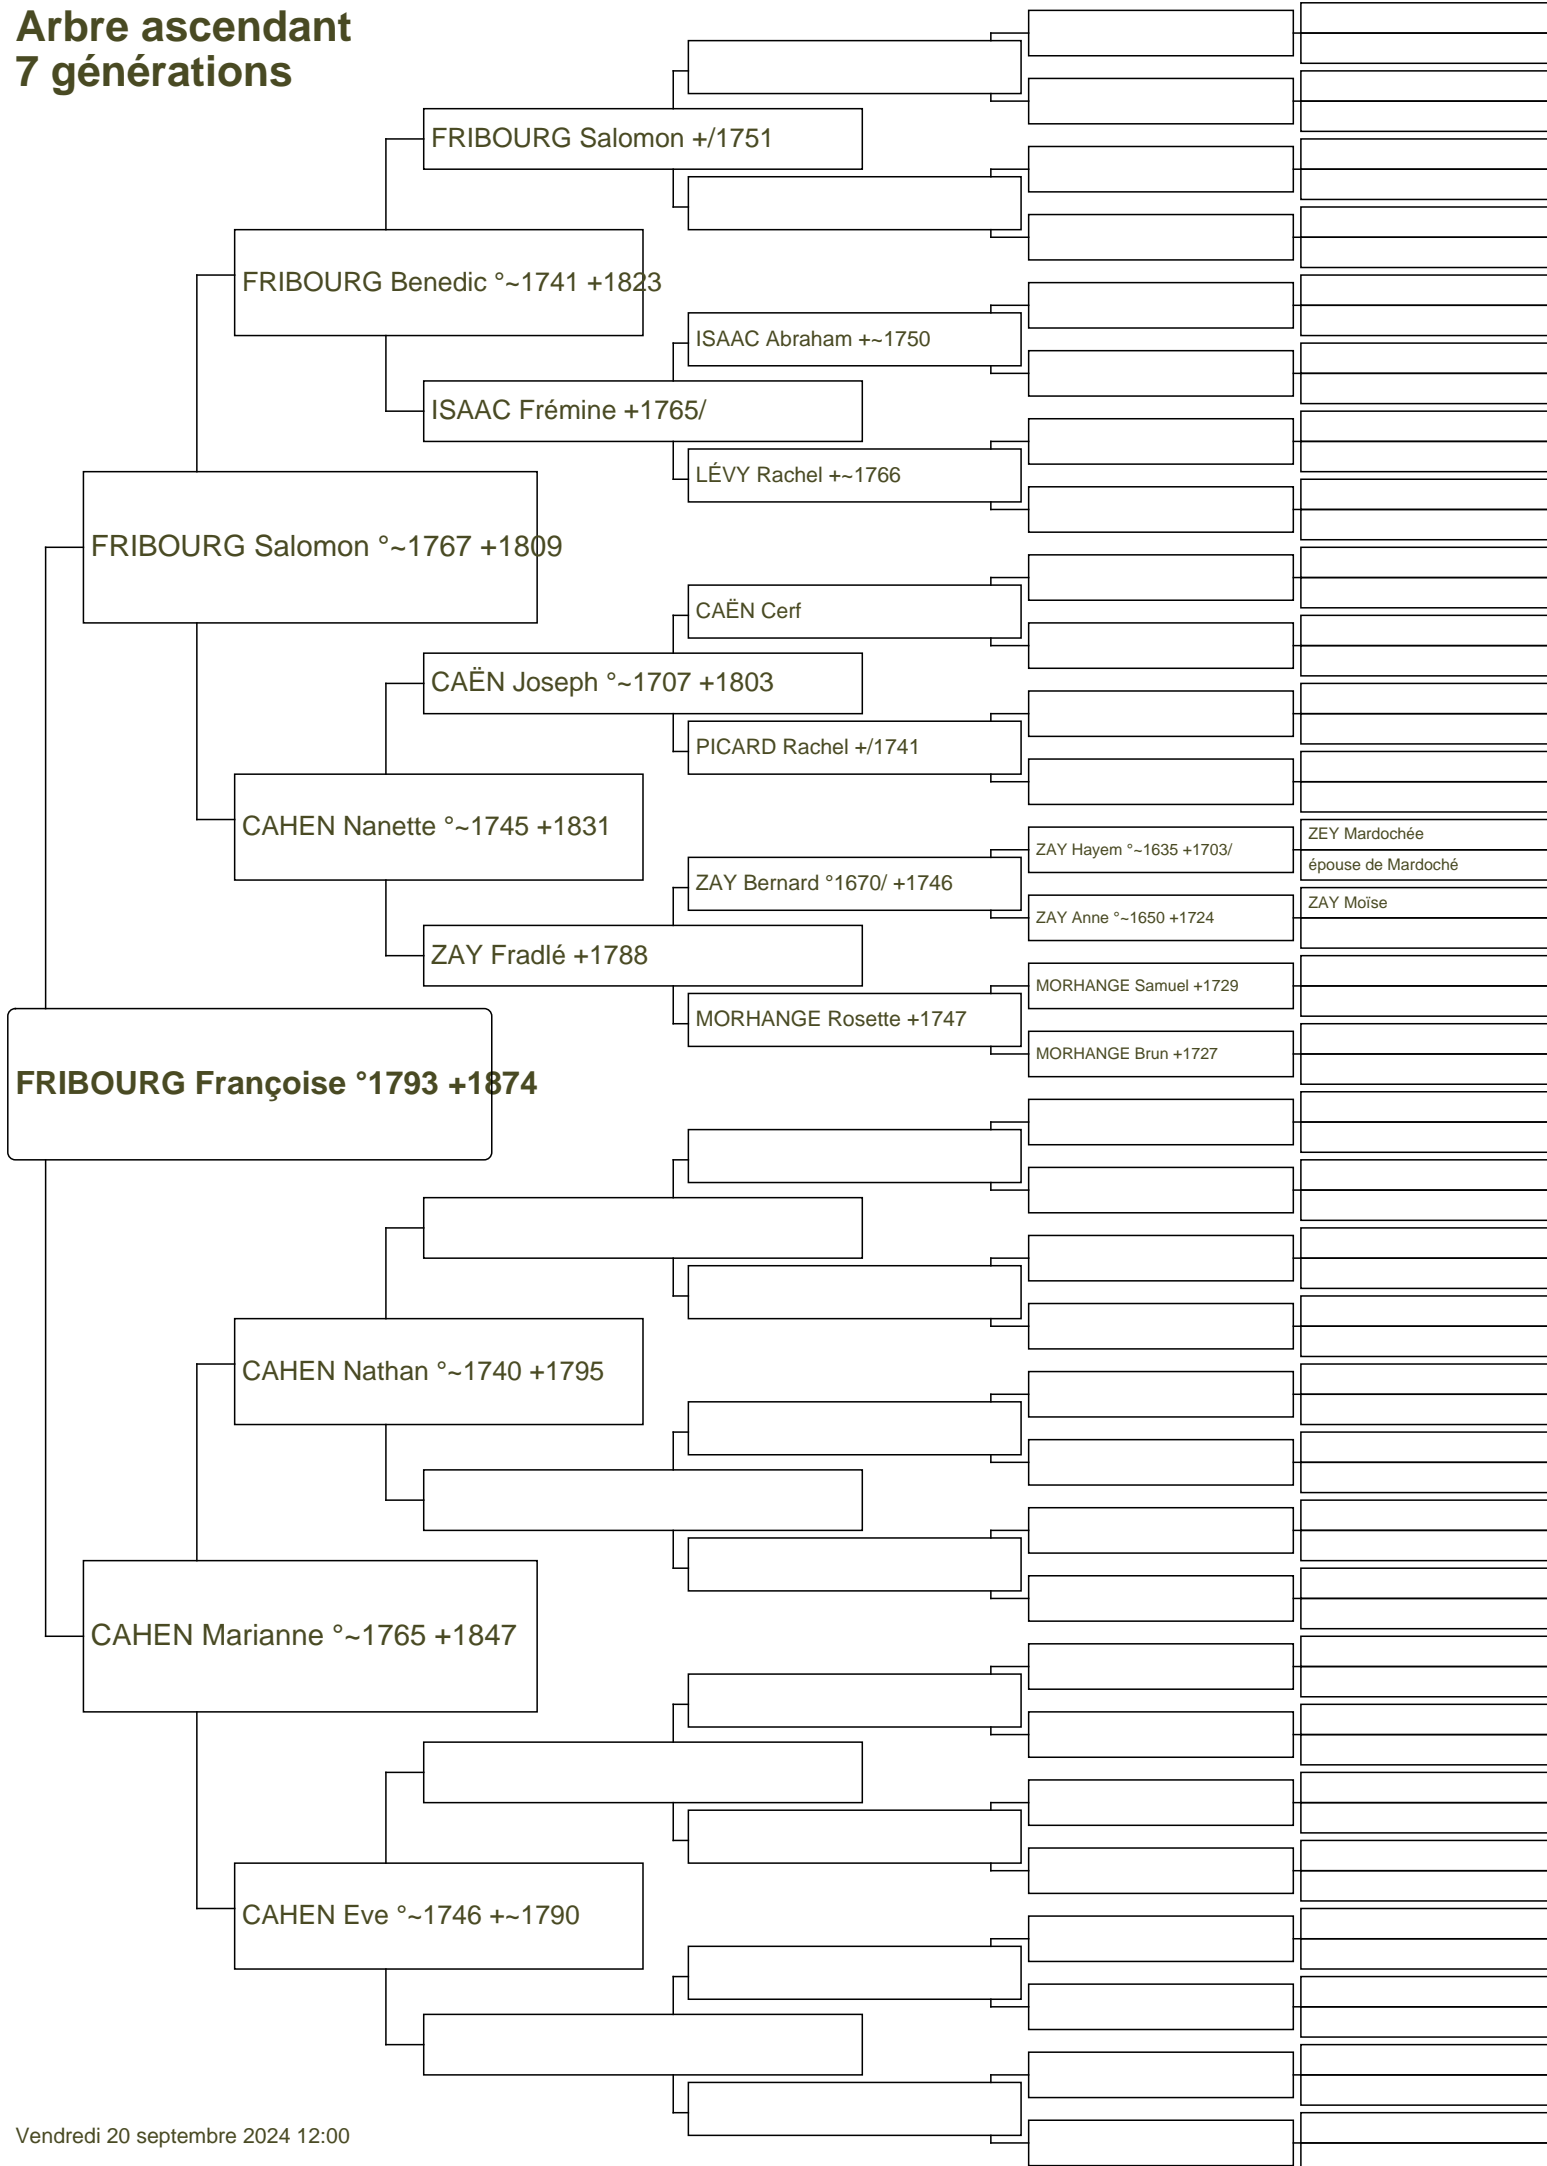 Arbre ascendant
7 générations
FRIBOURG Salomon +/1751
FRIBOURG Benedic °~1741 +1823
ISAAC Abraham +~1750
ISAAC Frémine +1765/
LÉVY Rachel +~1766
FRIBOURG Salomon °~1767 +1809
CAËN Cerf
CAËN Joseph °~1707 +1803
PICARD Rachel +/1741
CAHEN Nanette °~1745 +1831
ZEY Mardochée
ZAY Hayem °~1635 +1703/
épouse de Mardoché
ZAY Bernard °1670/ +1746
ZAY Moïse
ZAY Anne °~1650 +1724
ZAY Fradlé +1788
MORHANGE Samuel +1729
MORHANGE Rosette +1747
MORHANGE Brun +1727
FRIBOURG Françoise °1793 +1874
CAHEN Nathan °~1740 +1795
CAHEN Marianne °~1765 +1847
CAHEN Eve °~1746 +~1790
Vendredi 20 septembre 2024 12:00